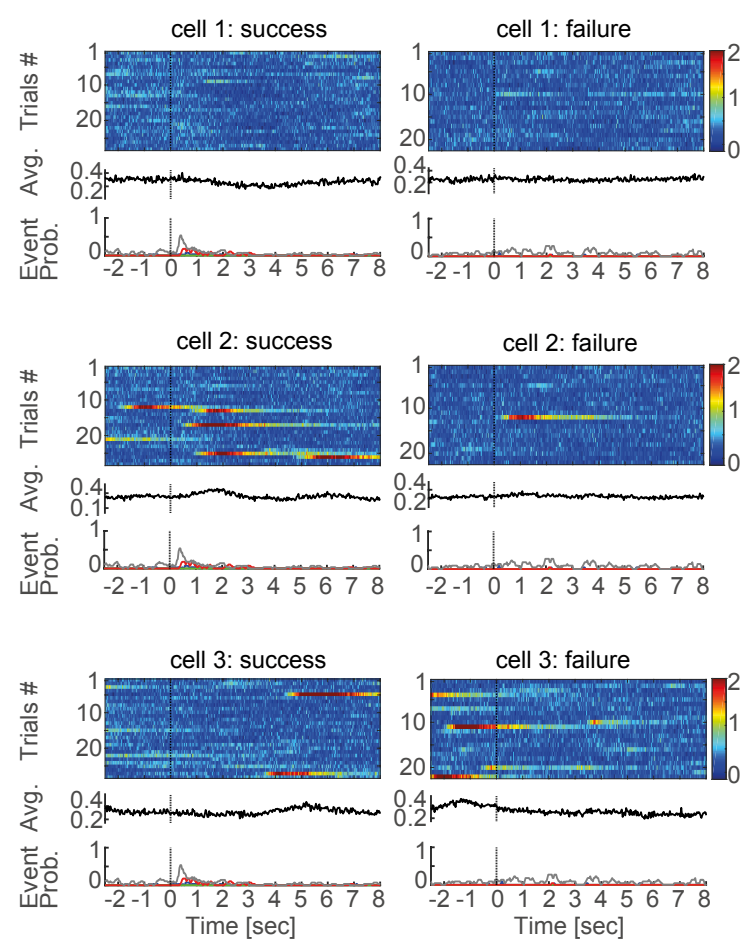 cell 1: success
cell 1: failure
Trials #
1
10
20
1
10
20
2
1
0
Avg.
0.4
0.2
0.4
0.2
Event Prob.
1
0
1
0
-2 -1 0 1 2 3 4 5 6 7 8
-2 -1 0 1 2 3 4 5 6 7 8
cell 2: success
cell 2: failure
Trials #
1
10
20
1
10
20
2
1
0
Avg.
0.4
0.1
0.4
0.2
Event Prob.
1
0
1
0
-2 -1 0 1 2 3 4 5 6 7 8
-2 -1 0 1 2 3 4 5 6 7 8
cell 3: success
cell 3: failure
Trials #
1
10
20
1
10
20
2
1
0
Avg.
0.4
0.2
0.4
0.2
Event Prob.
1
0
1
0
-2 -1 0 1 2 3 4 5 6 7 8
-2 -1 0 1 2 3 4 5 6 7 8
Time [sec]
Time [sec]